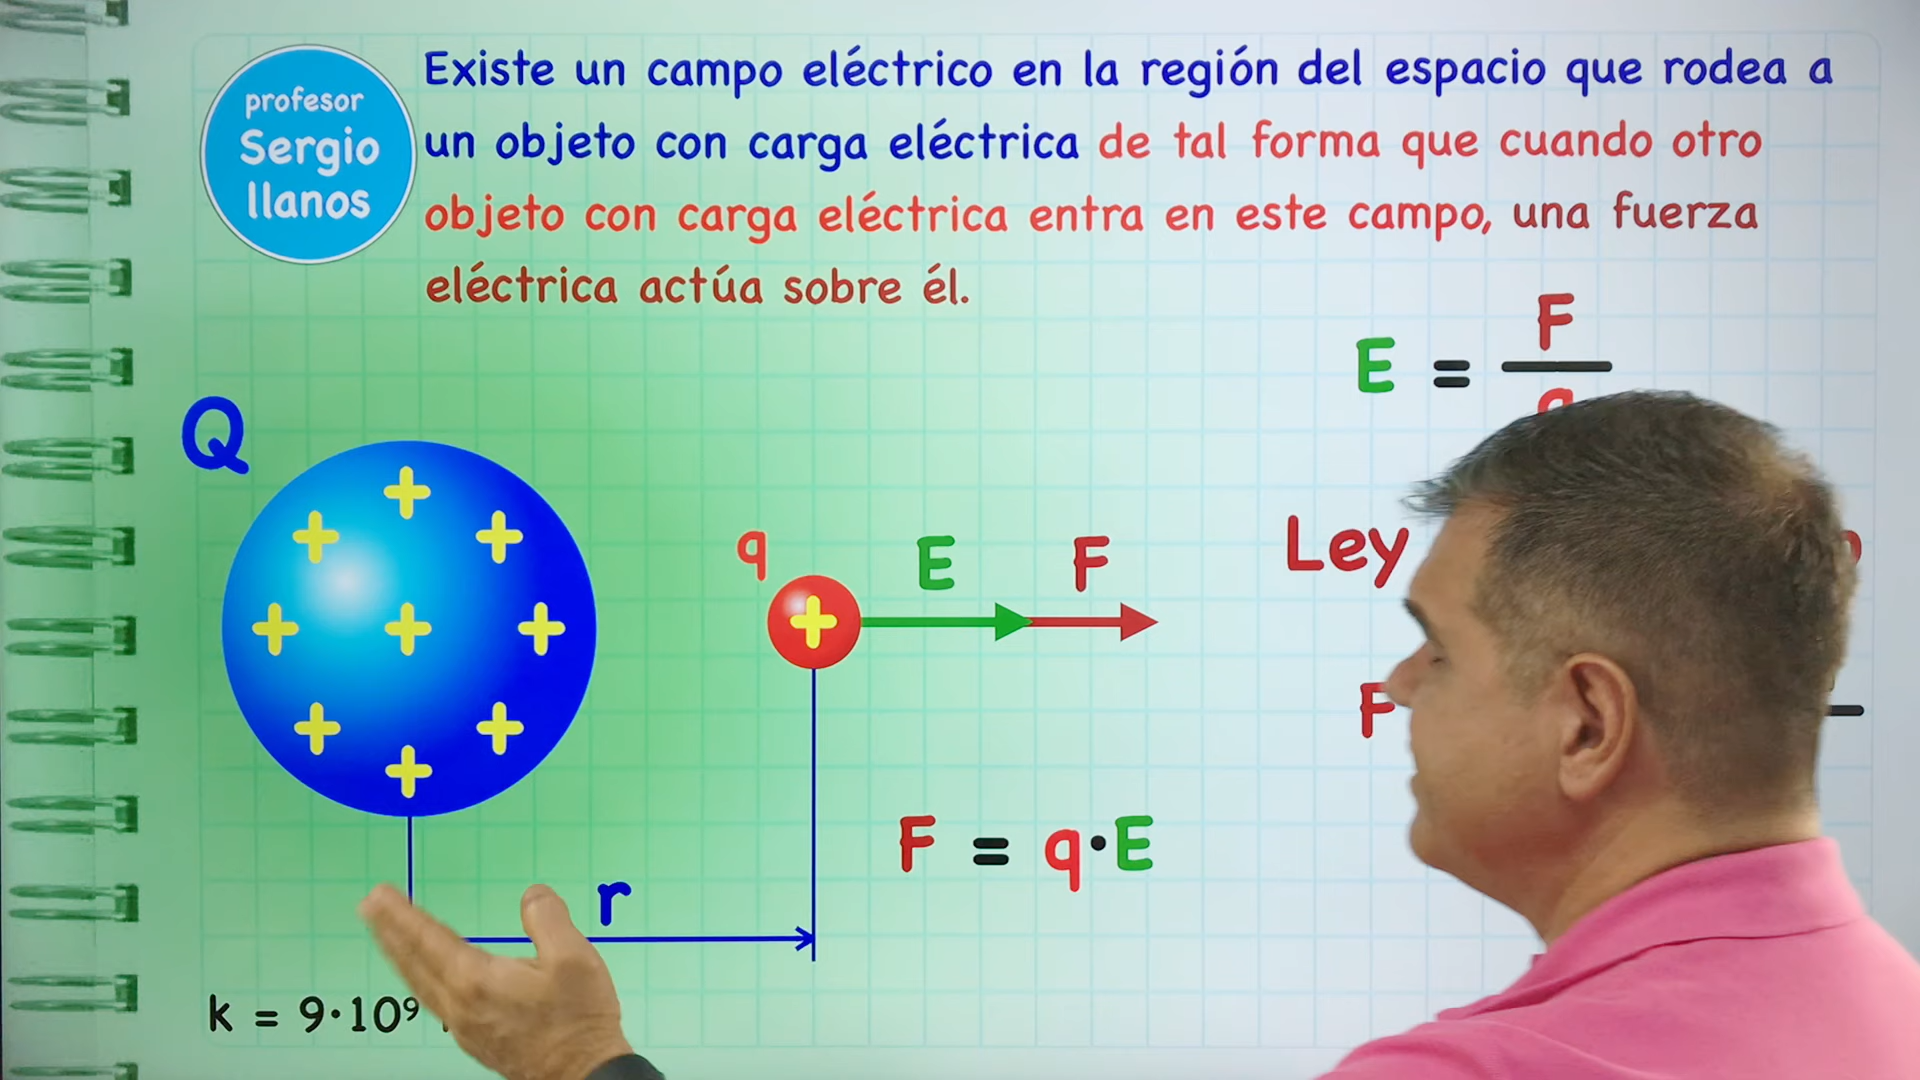 profesor
Sergio
llanos
Existe un campo eléctrico en la región del espacio que rodea a
un objeto con carga eléctrica de tal forma que cuando otro
objeto con carga eléctrica entra en este campo, una fuerza
eléctrica actúa sobre él.
E = F
q
Q
q
E
F
Ley
F
F = q·E
r
k = 9·10⁹